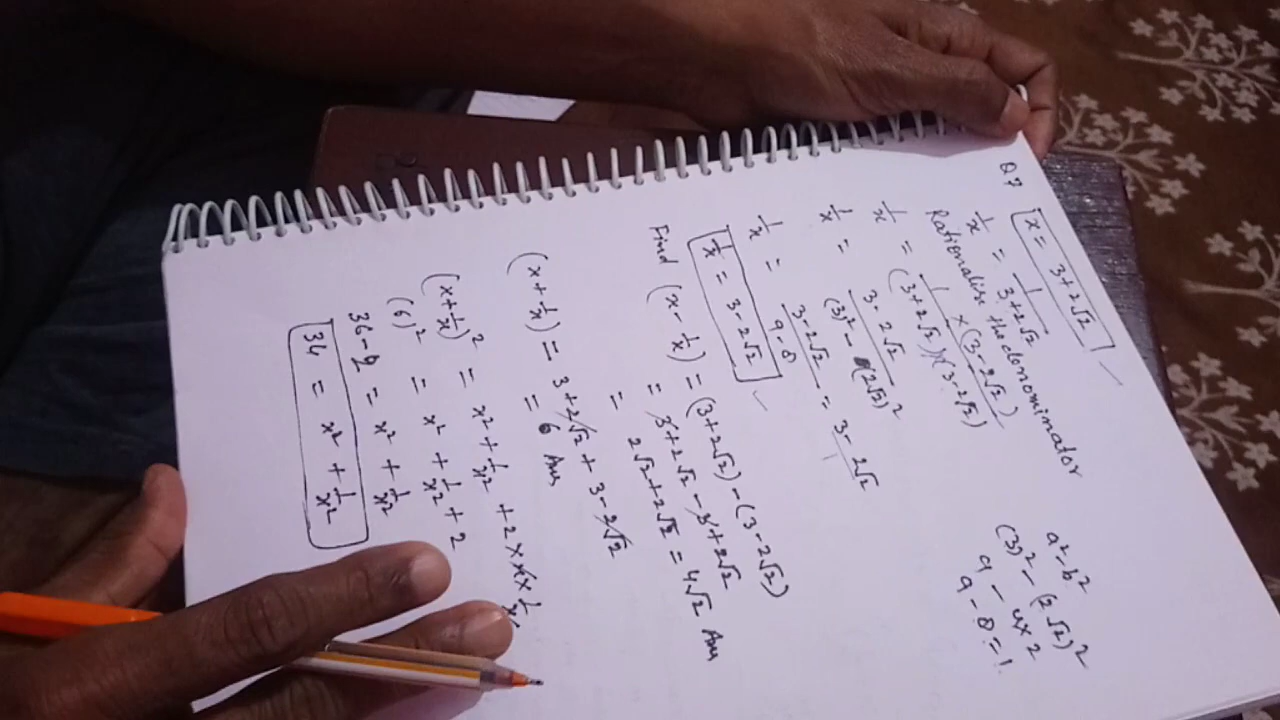 Q7
x = 3+2√2
1/x = 1/3+2√2
Rationalise the donominator
1/x = 1 × (3-2√2)/(3+2√2)×(3-2√2)
1/x = 3-2√2/(3)² - (2√2)²
1/x = 3-2√2/9-8 = 3-2√2/1
1/x = 3-2√2
Find (x - 1/x) = (3+2√2) - (3-2√2)
= 3+2√2 - 3+2√2
= 2√2+2√2 = 4√2 Ans
(x + 1/x) = 3+2√2 + 3-2√2
= 6 Ans
(x+1/x)² = x² + 1/x² + 2 × x × 1/x
(6)² = x² + 1/x² + 2
36-2 = x² + 1/x²
34 = x² + 1/x²
a²-b²
(3)² - (2√2)²
9 - 4×2
9-8 = 1